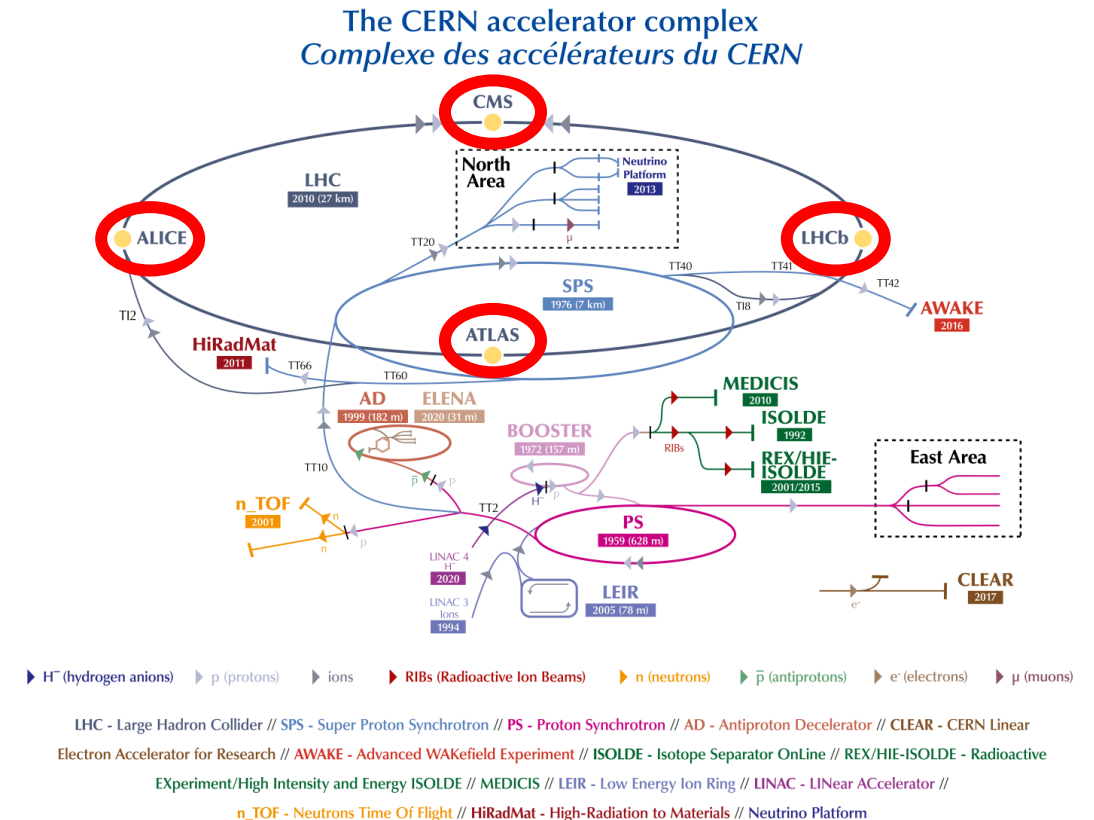 The CERN accelerator complex
Complexe des accélérateurs du CERN
CMS
North
Area
Neutrino
Platform
2013
LHC
2010 (27 km)
μ
ALICE
LHCb
TT20
TT40
TT41
TT42
SPS
1976 (7 km)
TI8
AWAKE
2016
TI2
ATLAS
HiRadMat
2011
TT66
TT60
MEDICIS
2010
AD
1999 (182 m)
ELENA
2020 (31 m)
ISOLDE
1992
BOOSTER
1972 (157 m)
RIBs
REX/HIE-
ISOLDE
2001/2015
East Area
TT10
p̅
p
H⁻
p
n_TOF
2001
n
n
p
TT2
PS
1959 (628 m)
LINAC 4
H⁻
2020
LINAC 3
Ions
1994
LEIR
2005 (78 m)
CLEAR
2017
e⁻
H⁻ (hydrogen anions)
p (protons)
ions
RIBs (Radioactive Ion Beams)
n (neutrons)
p̅ (antiprotons)
e⁻ (electrons)
μ (muons)
LHC - Large Hadron Collider // SPS - Super Proton Synchrotron // PS - Proton Synchrotron // AD - Antiproton Decelerator // CLEAR - CERN Linear
Electron Accelerator for Research // AWAKE - Advanced WAKefield Experiment // ISOLDE - Isotope Separator OnLine // REX/HIE-ISOLDE - Radioactive
EXperiment/High Intensity and Energy ISOLDE // MEDICIS // LEIR - Low Energy Ion Ring // LINAC - LINear ACcelerator //
n_TOF - Neutrons Time Of Flight // HiRadMat - High-Radiation to Materials // Neutrino Platform